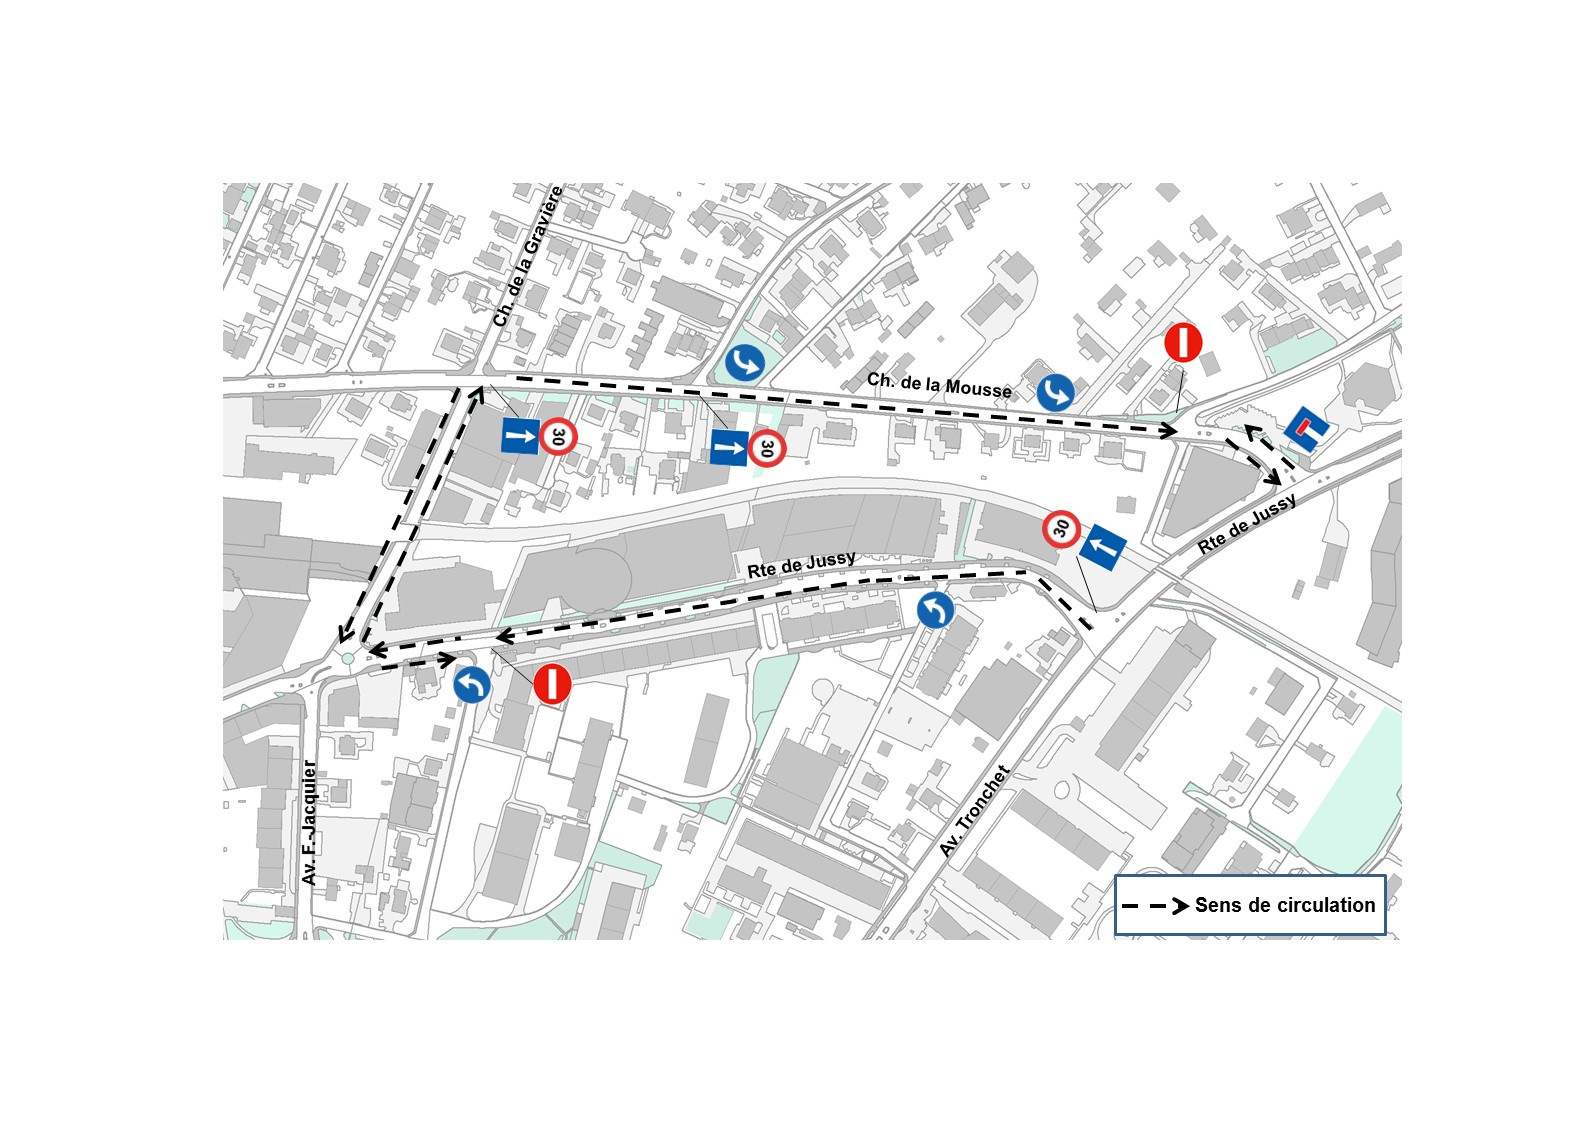 Ch. de la Gravière
Ch. de la Mousse
30
30
30
Rte de Jussy
Rte de Jussy
Av. Tronchet
Av. F.-Jacquier
Sens de circulation